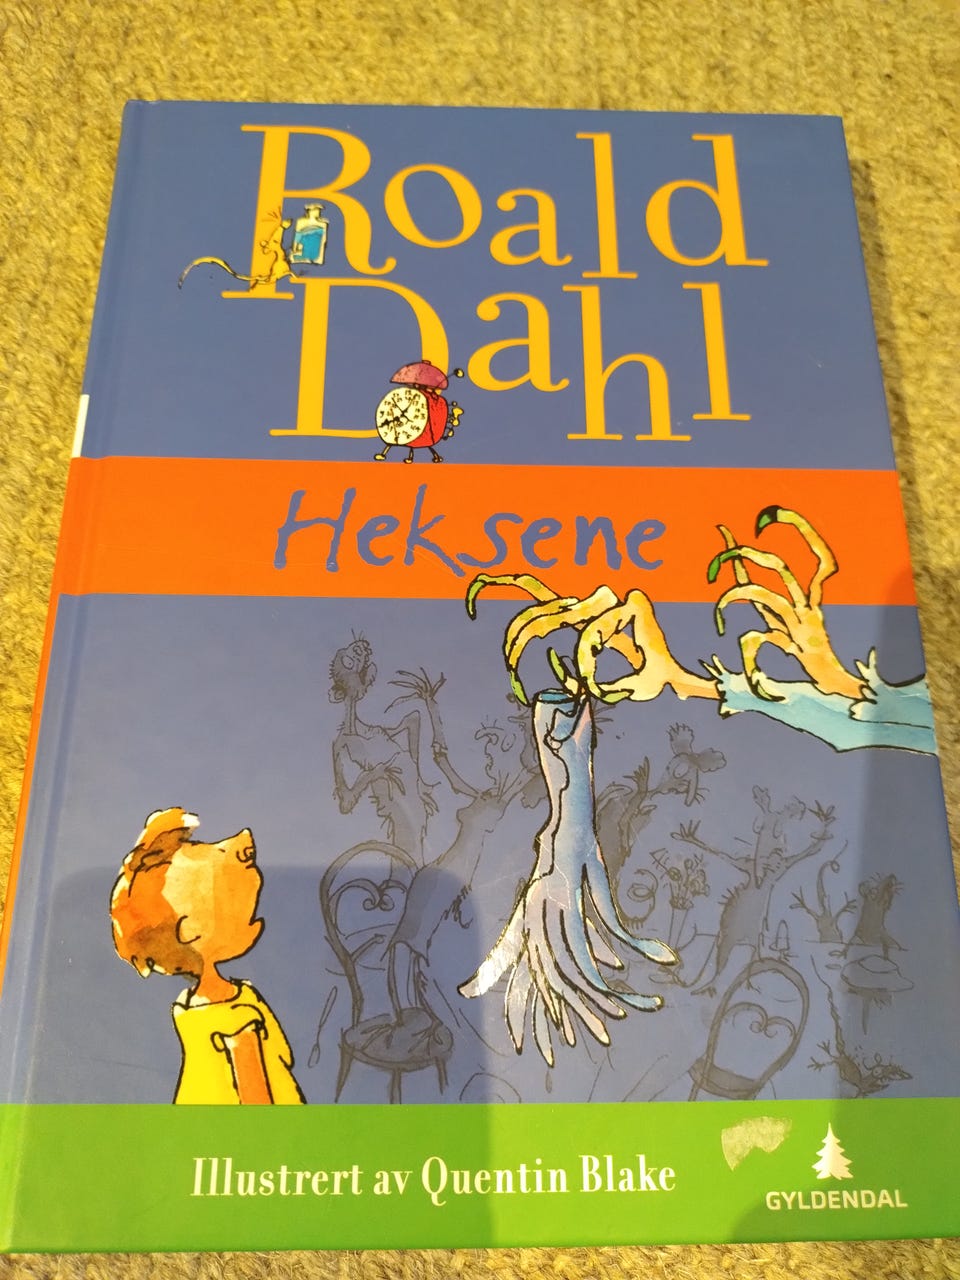 Roald
Dahl
Heksene
Illustrert av Quentin Blake
GYLDENDAL